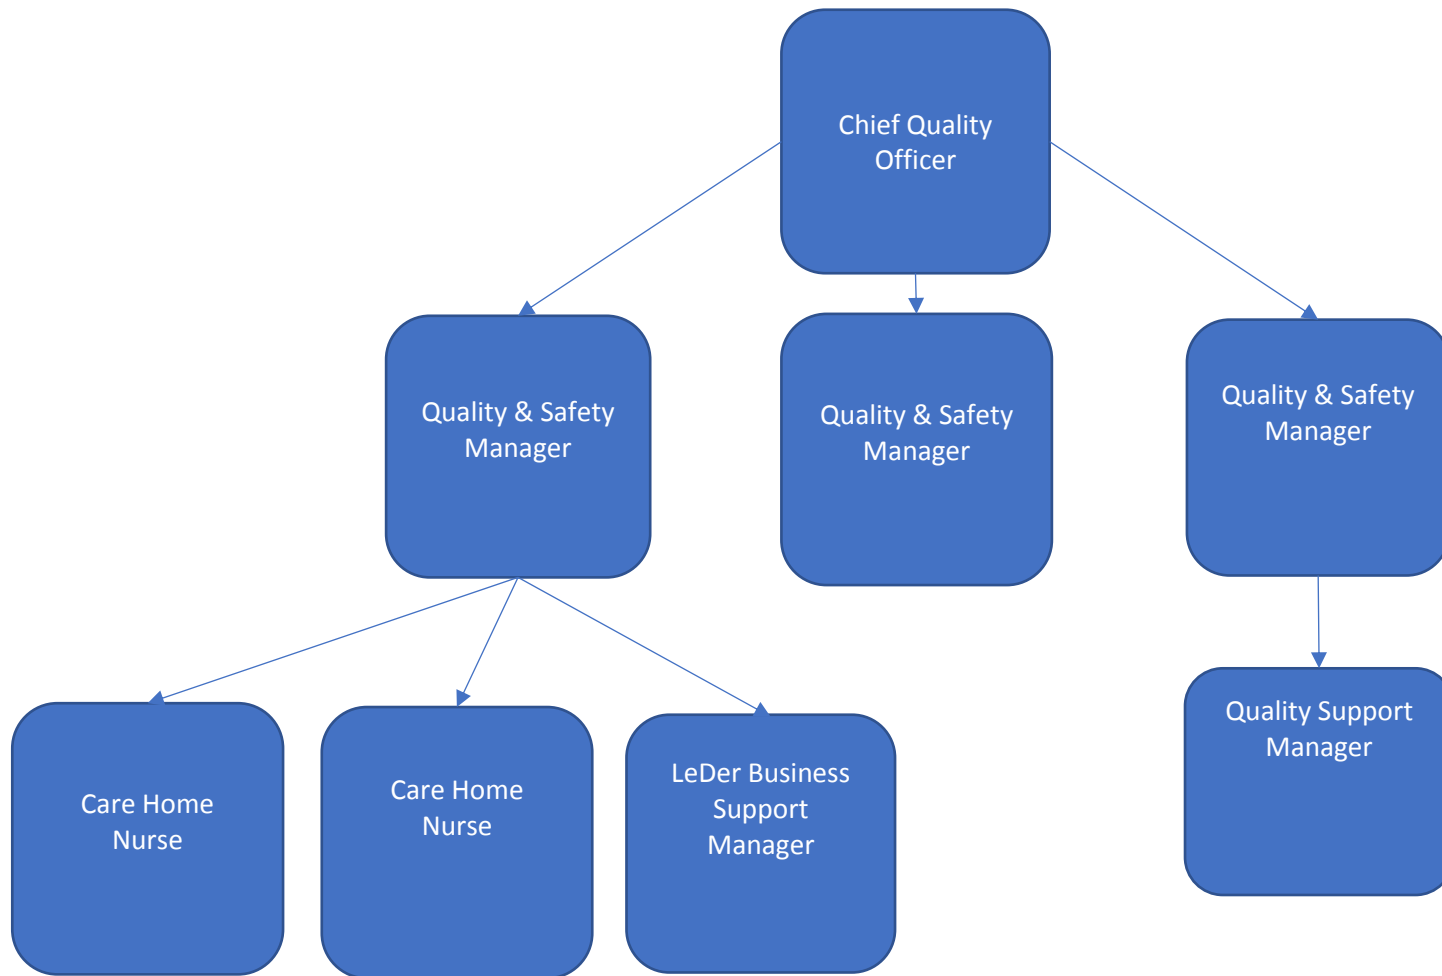 Chief Quality
Officer
Quality & Safety
Manager
Quality & Safety
Manager
Quality & Safety
Manager
Care Home
Nurse
Care Home
Nurse
LeDer Business
Support
Manager
Quality Support
Manager